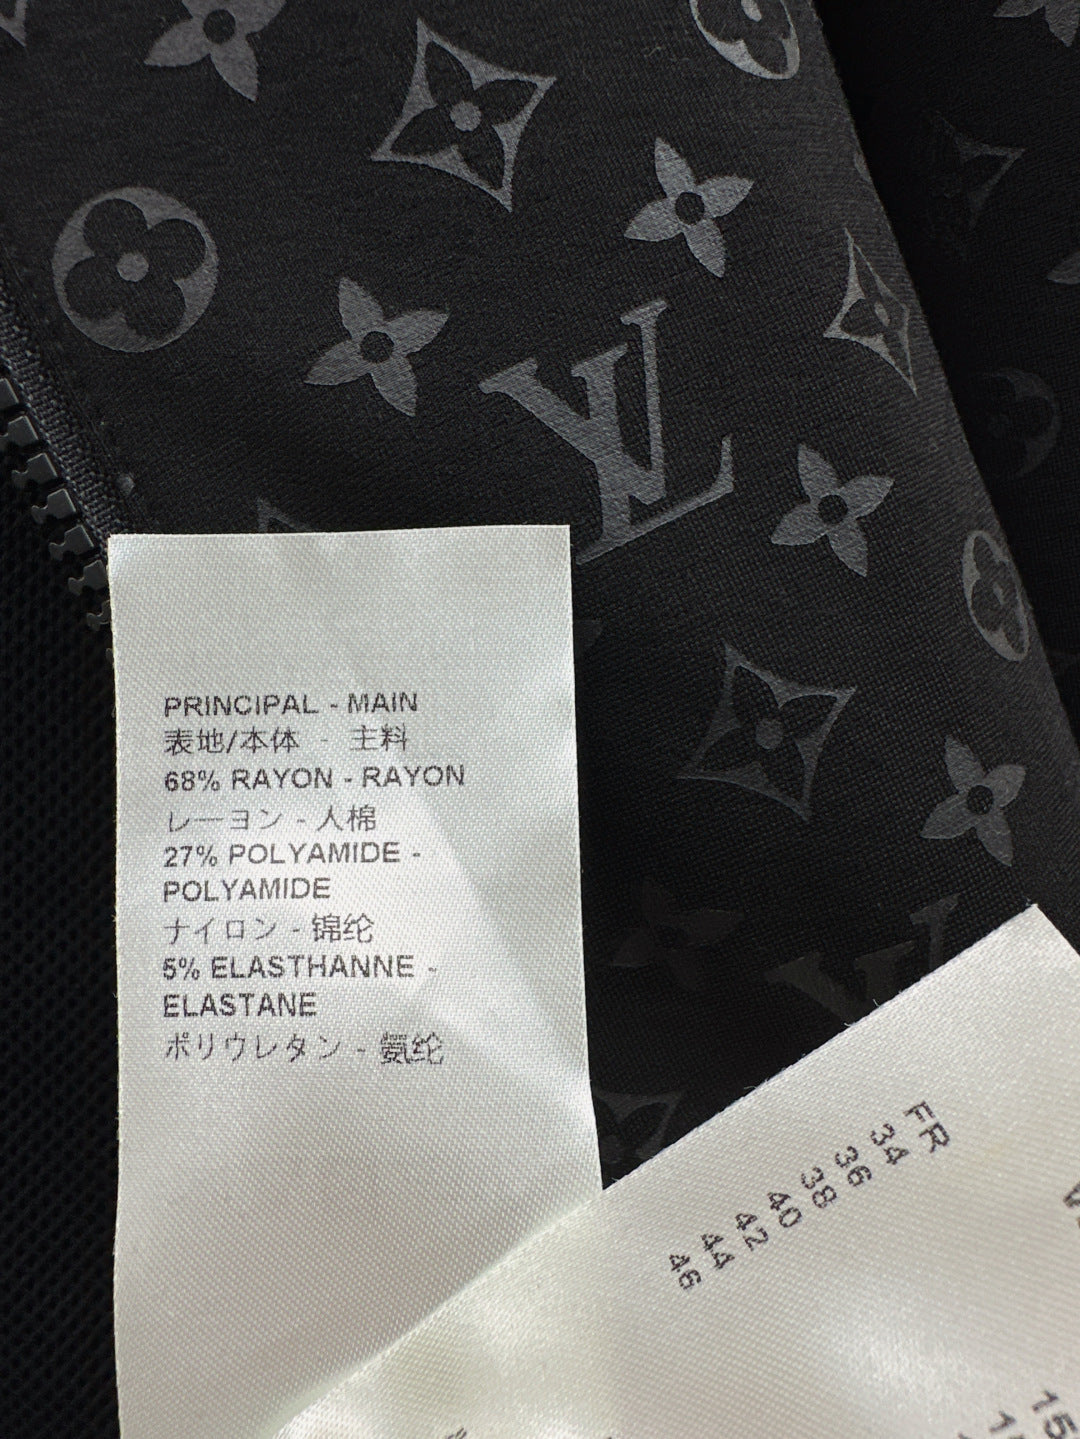 LV
PRINCIPAL - MAIN
表地/本体 - 主料
68% RAYON - RAYON
レーヨン - 人棉
27% POLYAMIDE -
POLYAMIDE
ナイロン - 锦纶
5% ELASTHANNE -
ELASTANE
ポリウレタン - 氨纶
FR
34
36
38
40
42
44
46